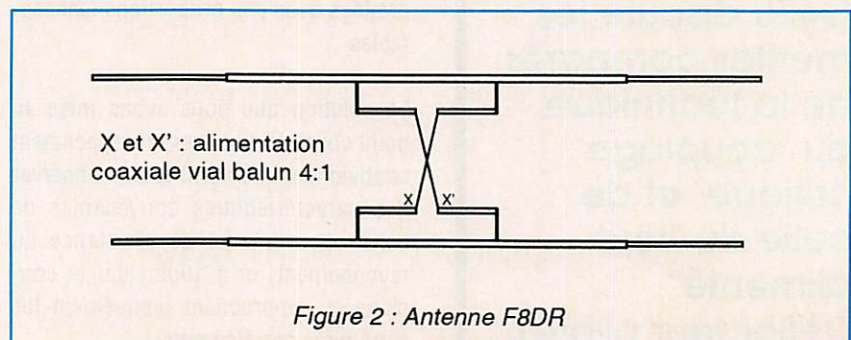 X et X' : alimentation
coaxiale vial balun 4:1
X X'
Figure 2 : Antenne F8DR